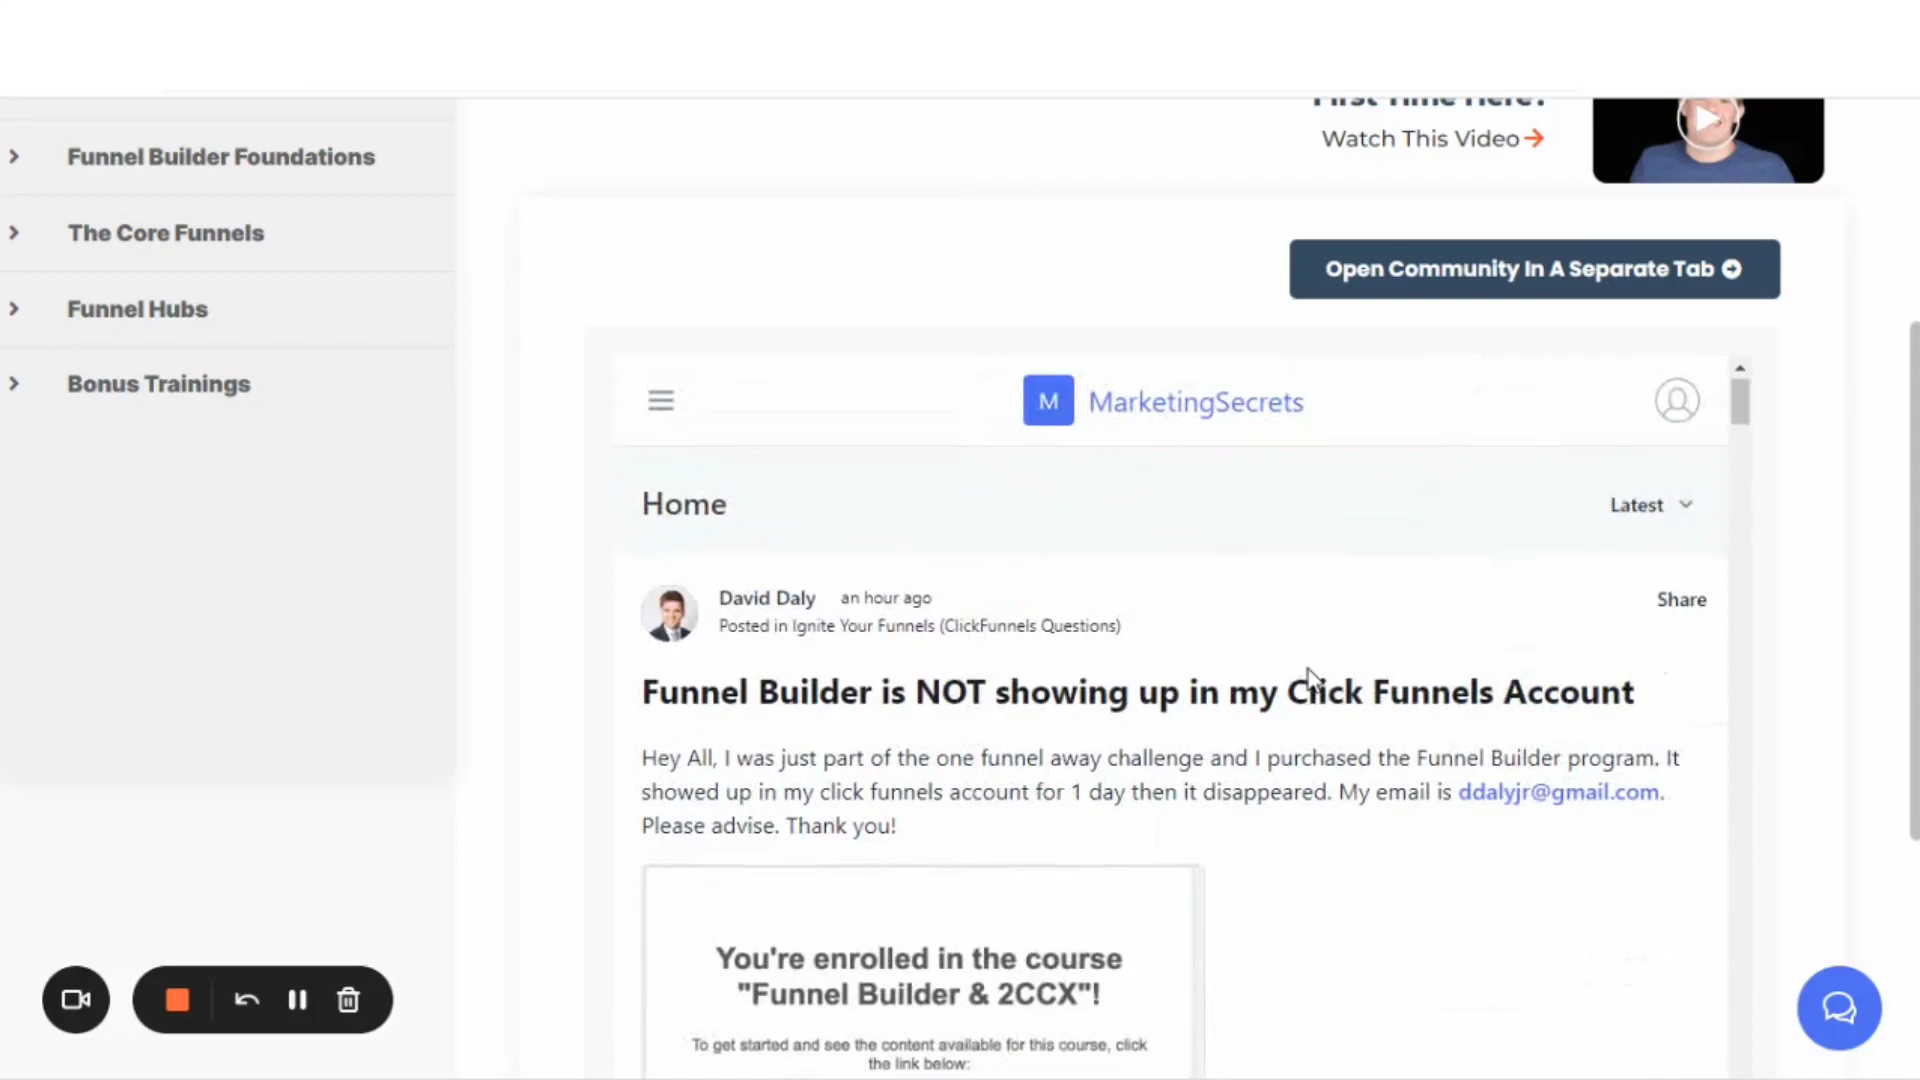 First Time Here?
Watch This Video
Funnel Builder Foundations
The Core Funnels
Funnel Hubs
Bonus Trainings
Open Community In A Separate Tab
M MarketingSecrets
Home
Latest
David Daly an hour ago
Share
Posted in Ignite Your Funnels (ClickFunnels Questions)
Funnel Builder is NOT showing up in my Click Funnels Account
Hey All, I was just part of the one funnel away challenge and I purchased the Funnel Builder program. It
showed up in my click funnels account for 1 day then it disappeared. My email is ddalyjr@gmail.com.
Please advise. Thank you!
You're enrolled in the course
"Funnel Builder & 2CCX"!
To get started and see the content available for this course, click
the link below: